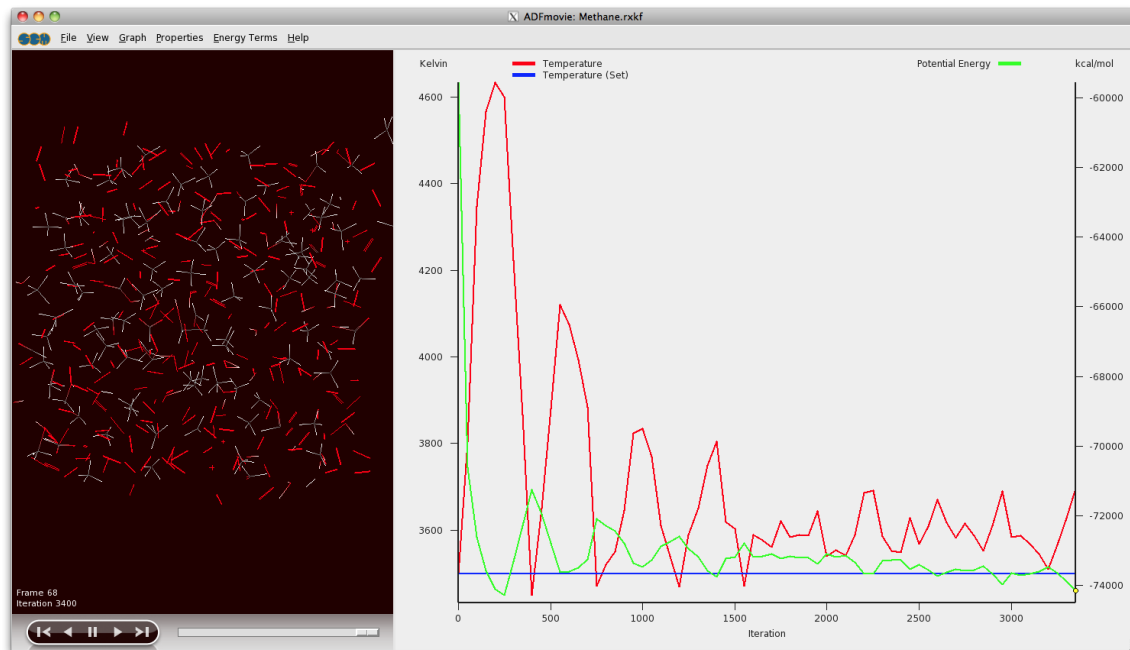 ADFmovie: Methane.rxkf
SCM File View Graph Properties Energy Terms Help
Kelvin Temperature Potential Energy kcal/mol
Temperature (Set)
4600
4400
4200
4000
3800
3600
-60000
-62000
-64000
-66000
-68000
-70000
-72000
-74000
0 500 1000 1500 2000 2500 3000
Iteration
Frame 68
Iteration 3400